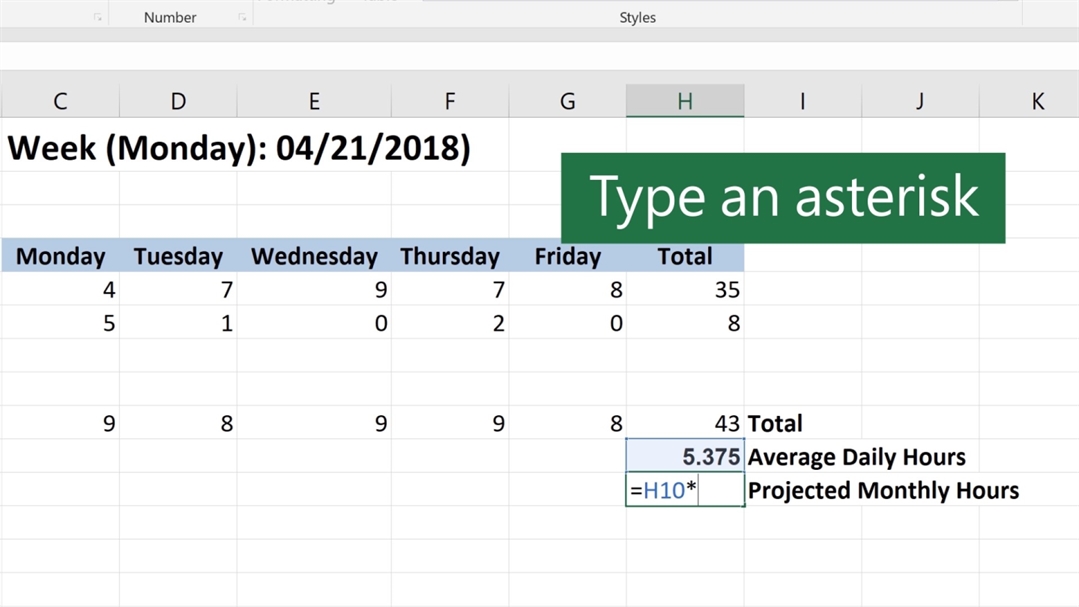 Number Styles
C D E F G H I J K
Week (Monday): 04/21/2018)
Type an asterisk
Monday Tuesday Wednesday Thursday Friday Total
4 7 9 7 8 35
5 1 0 2 0 8
9 8 9 9 8 43 Total
5.375 Average Daily Hours
=H10* Projected Monthly Hours